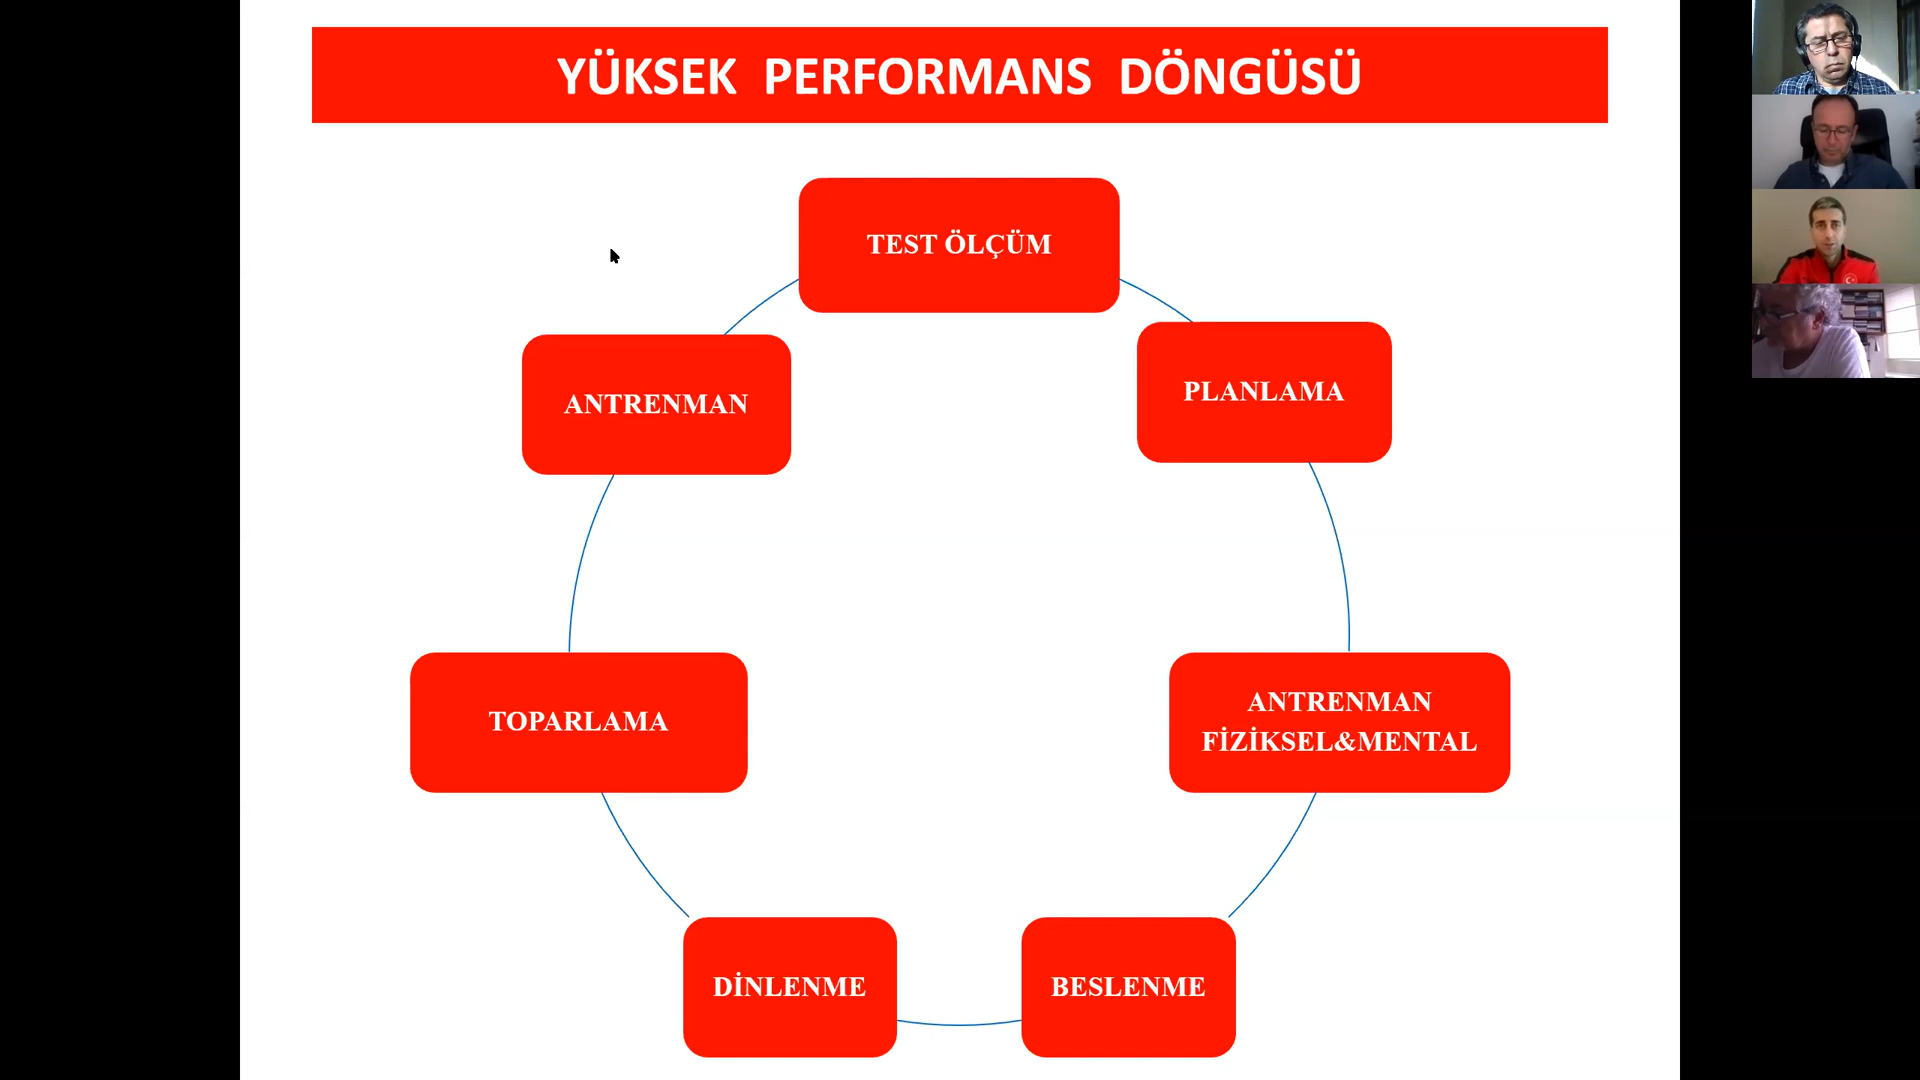 YÜKSEK PERFORMANS DÖNGÜSÜ
TEST ÖLÇÜM
PLANLAMA
ANTRENMAN
FİZİKSEL&MENTAL
BESLENME
DİNLENME
TOPARLAMA
ANTRENMAN